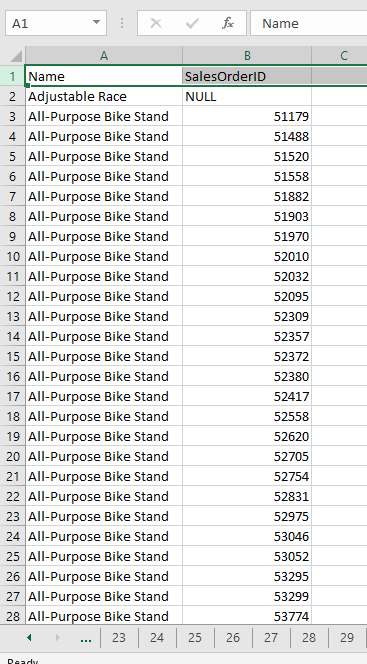 A1 fx Name
A B C
1 Name SalesOrderID
2 Adjustable Race NULL
3 All-Purpose Bike Stand 51179
4 All-Purpose Bike Stand 51488
5 All-Purpose Bike Stand 51520
6 All-Purpose Bike Stand 51558
7 All-Purpose Bike Stand 51882
8 All-Purpose Bike Stand 51903
9 All-Purpose Bike Stand 51970
10 All-Purpose Bike Stand 52010
11 All-Purpose Bike Stand 52032
12 All-Purpose Bike Stand 52095
13 All-Purpose Bike Stand 52309
14 All-Purpose Bike Stand 52357
15 All-Purpose Bike Stand 52372
16 All-Purpose Bike Stand 52380
17 All-Purpose Bike Stand 52417
18 All-Purpose Bike Stand 52558
19 All-Purpose Bike Stand 52620
20 All-Purpose Bike Stand 52705
21 All-Purpose Bike Stand 52754
22 All-Purpose Bike Stand 52831
23 All-Purpose Bike Stand 52975
24 All-Purpose Bike Stand 53046
25 All-Purpose Bike Stand 53052
26 All-Purpose Bike Stand 53295
27 All-Purpose Bike Stand 53299
28 All-Purpose Bike Stand 53774
... 23 24 25 26 27 28 29
Ready